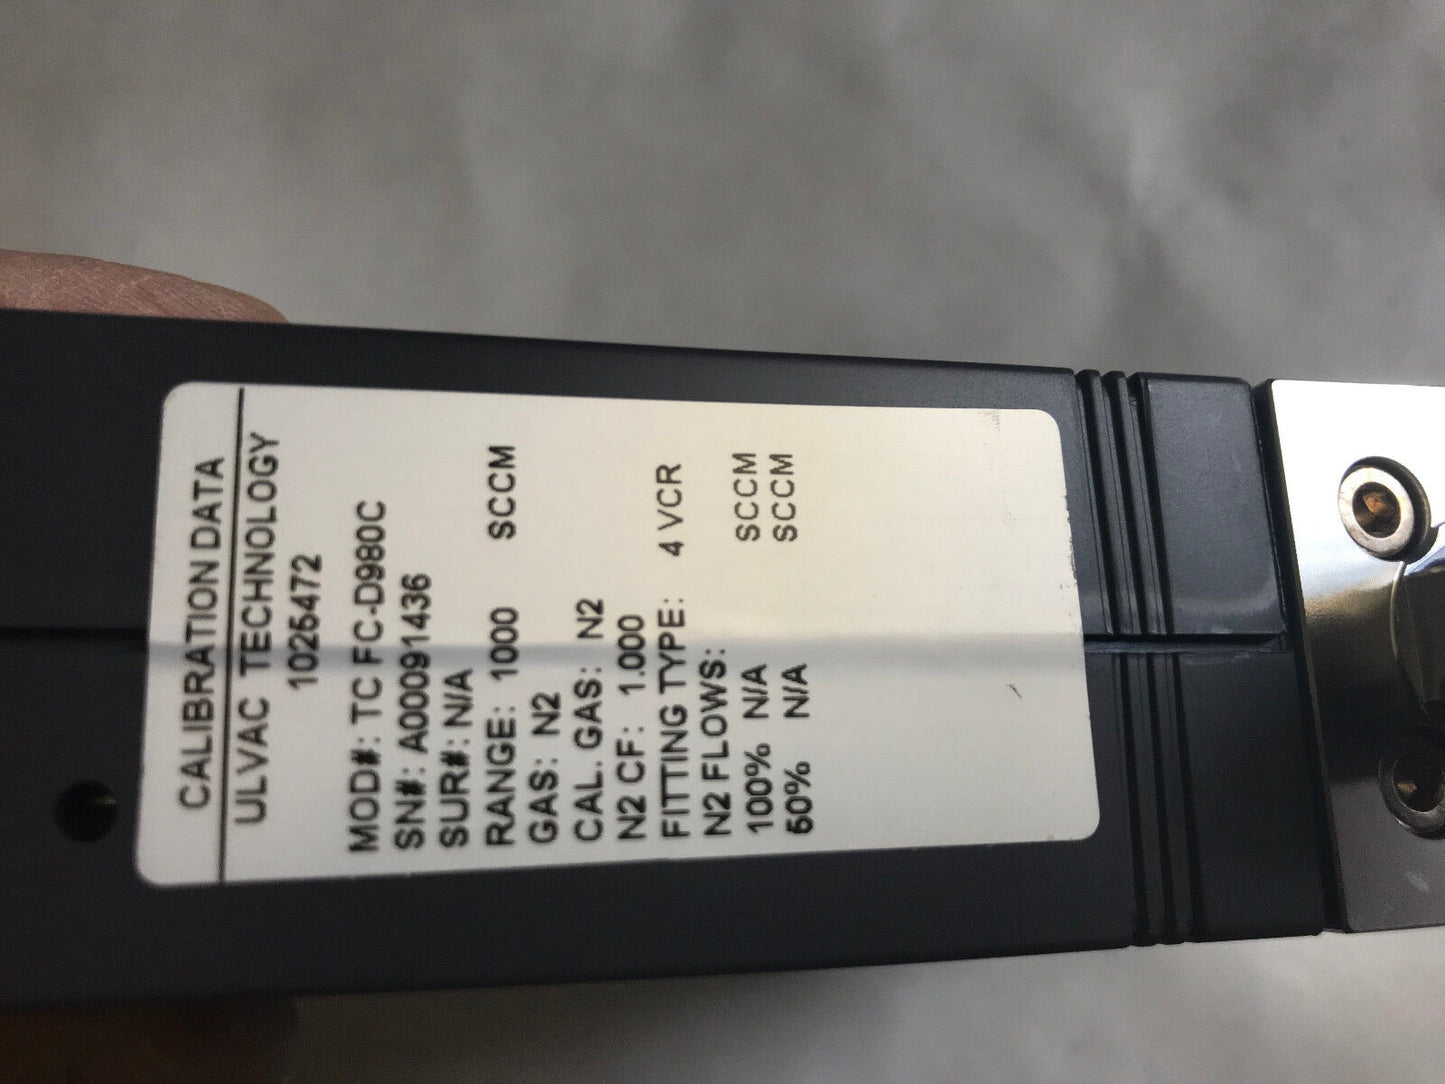 CALIBRATION DATA
ULVAC TECHNOLOGY
1025472
MOD#: TC FC-D980C
SN#: A00091436
SUR#: N/A
RANGE: 1000 SCCM
GAS: N2
CAL. GAS: N2
N2 CF: 1.000
FITTING TYPE: 4 VCR
N2 FLOWS:
100% N/A SCCM
50% N/A SCCM